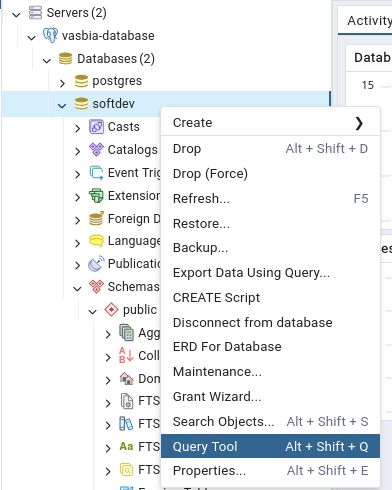 Servers (2)
vasbia-database
Databases (2)
postgres
softdev
Casts
Catalogs
Event Trig
Extension
Foreign D
Language
Publicatio
Schemas
public
Agg
Coll
Dom
FTS
FTS
FTS
FTS
Activity
Datab
15
es
Create
Drop Alt + Shift + D
Drop (Force)
Refresh... F5
Restore...
Backup...
Export Data Using Query...
CREATE Script
Disconnect from database
ERD For Database
Maintenance...
Grant Wizard...
Search Objects... Alt + Shift + S
Query Tool Alt + Shift + Q
Properties... Alt + Shift + E